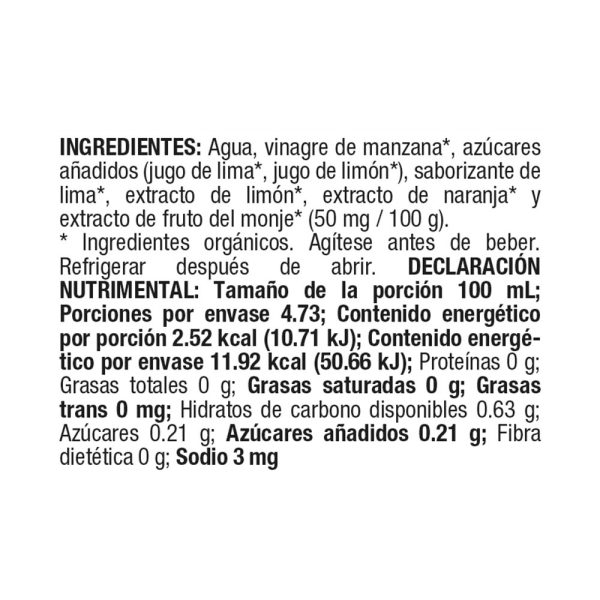 INGREDIENTES: Agua, vinagre de manzana*, azúcares
añadidos (jugo de lima*, jugo de limón*), saborizante de
lima*, extracto de limón*, extracto de naranja* y
extracto de fruto del monje* (50 mg / 100 g).
* Ingredientes orgánicos. Agítese antes de beber.
Refrigerar después de abrir. DECLARACIÓN
NUTRIMENTAL: Tamaño de la porción 100 mL;
Porciones por envase 4.73; Contenido energético
por porción 2.52 kcal (10.71 kJ); Contenido energé-
tico por envase 11.92 kcal (50.66 kJ); Proteínas 0 g;
Grasas totales 0 g; Grasas saturadas 0 g; Grasas
trans 0 mg; Hidratos de carbono disponibles 0.63 g;
Azúcares 0.21 g; Azúcares añadidos 0.21 g; Fibra
dietética 0 g; Sodio 3 mg